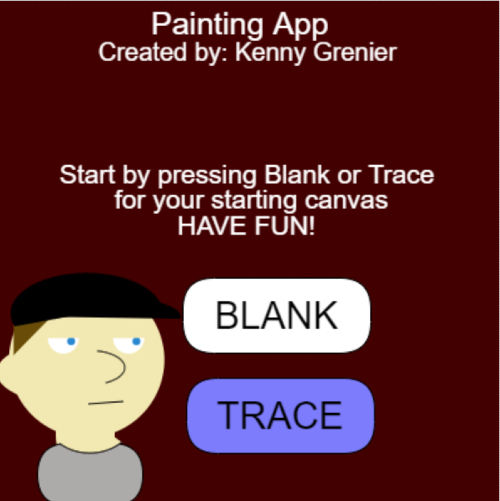 Painting App
Created by: Kenny Grenier
Start by pressing Blank or Trace
for your starting canvas
HAVE FUN!
BLANK
TRACE